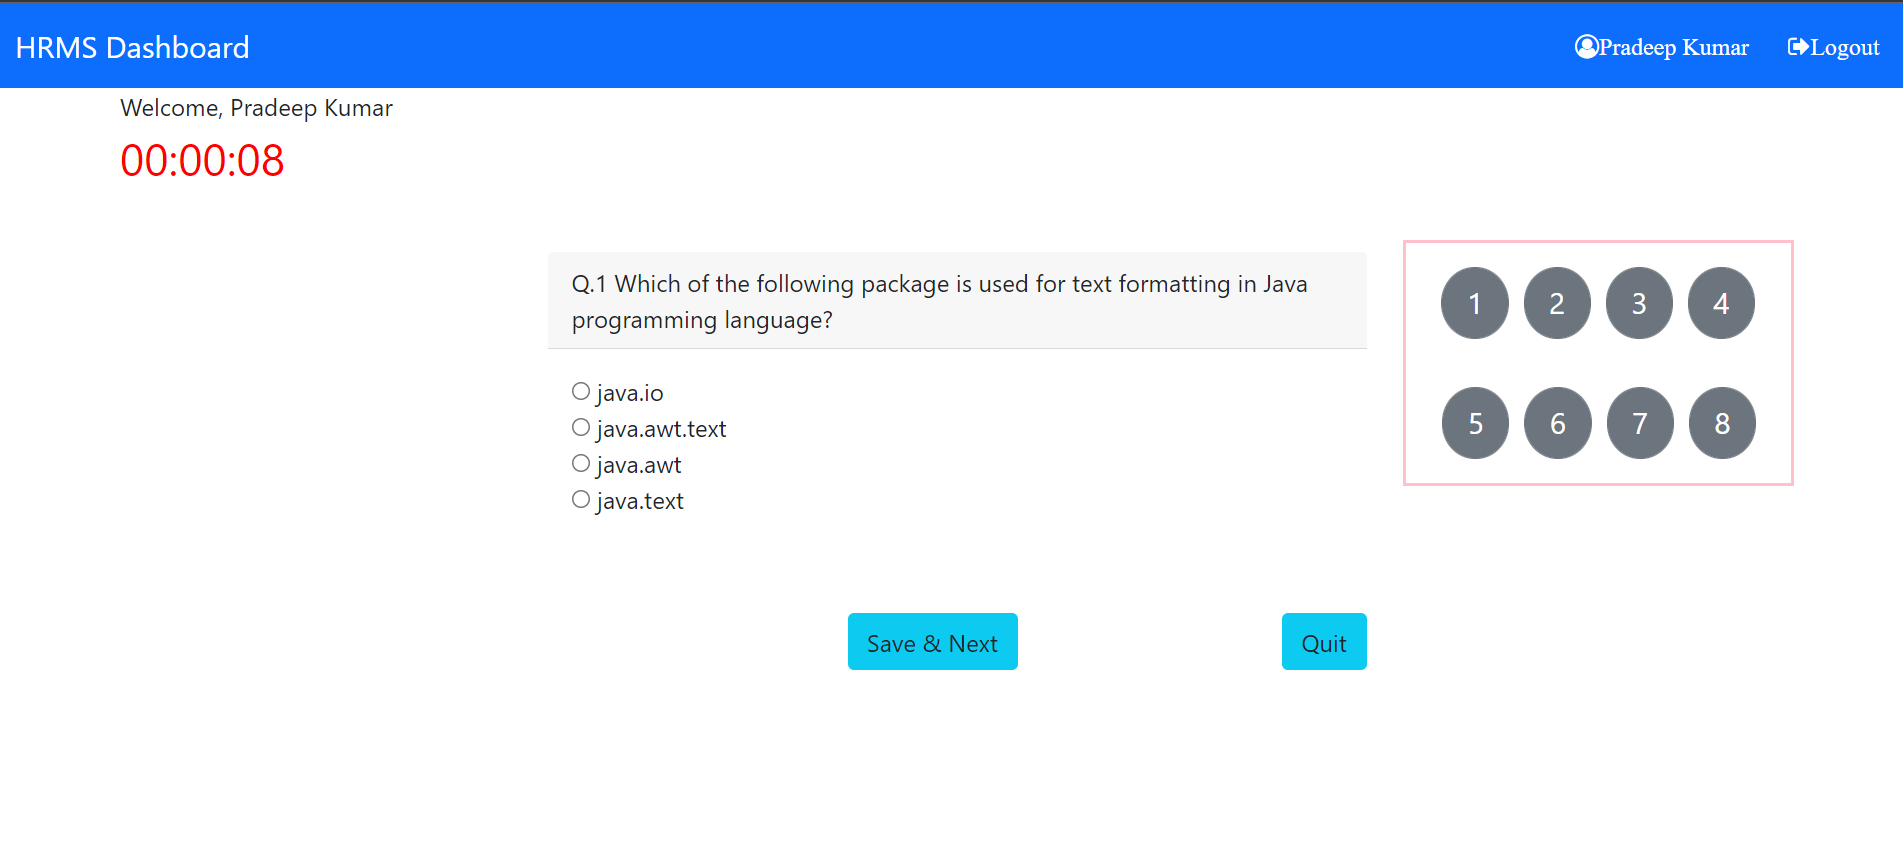 HRMS Dashboard
Pradeep Kumar
Logout
Welcome, Pradeep Kumar
00:00:08
Q.1 Which of the following package is used for text formatting in Java
programming language?
java.io
java.awt.text
java.awt
java.text
Save & Next
Quit
1 2 3 4
5 6 7 8